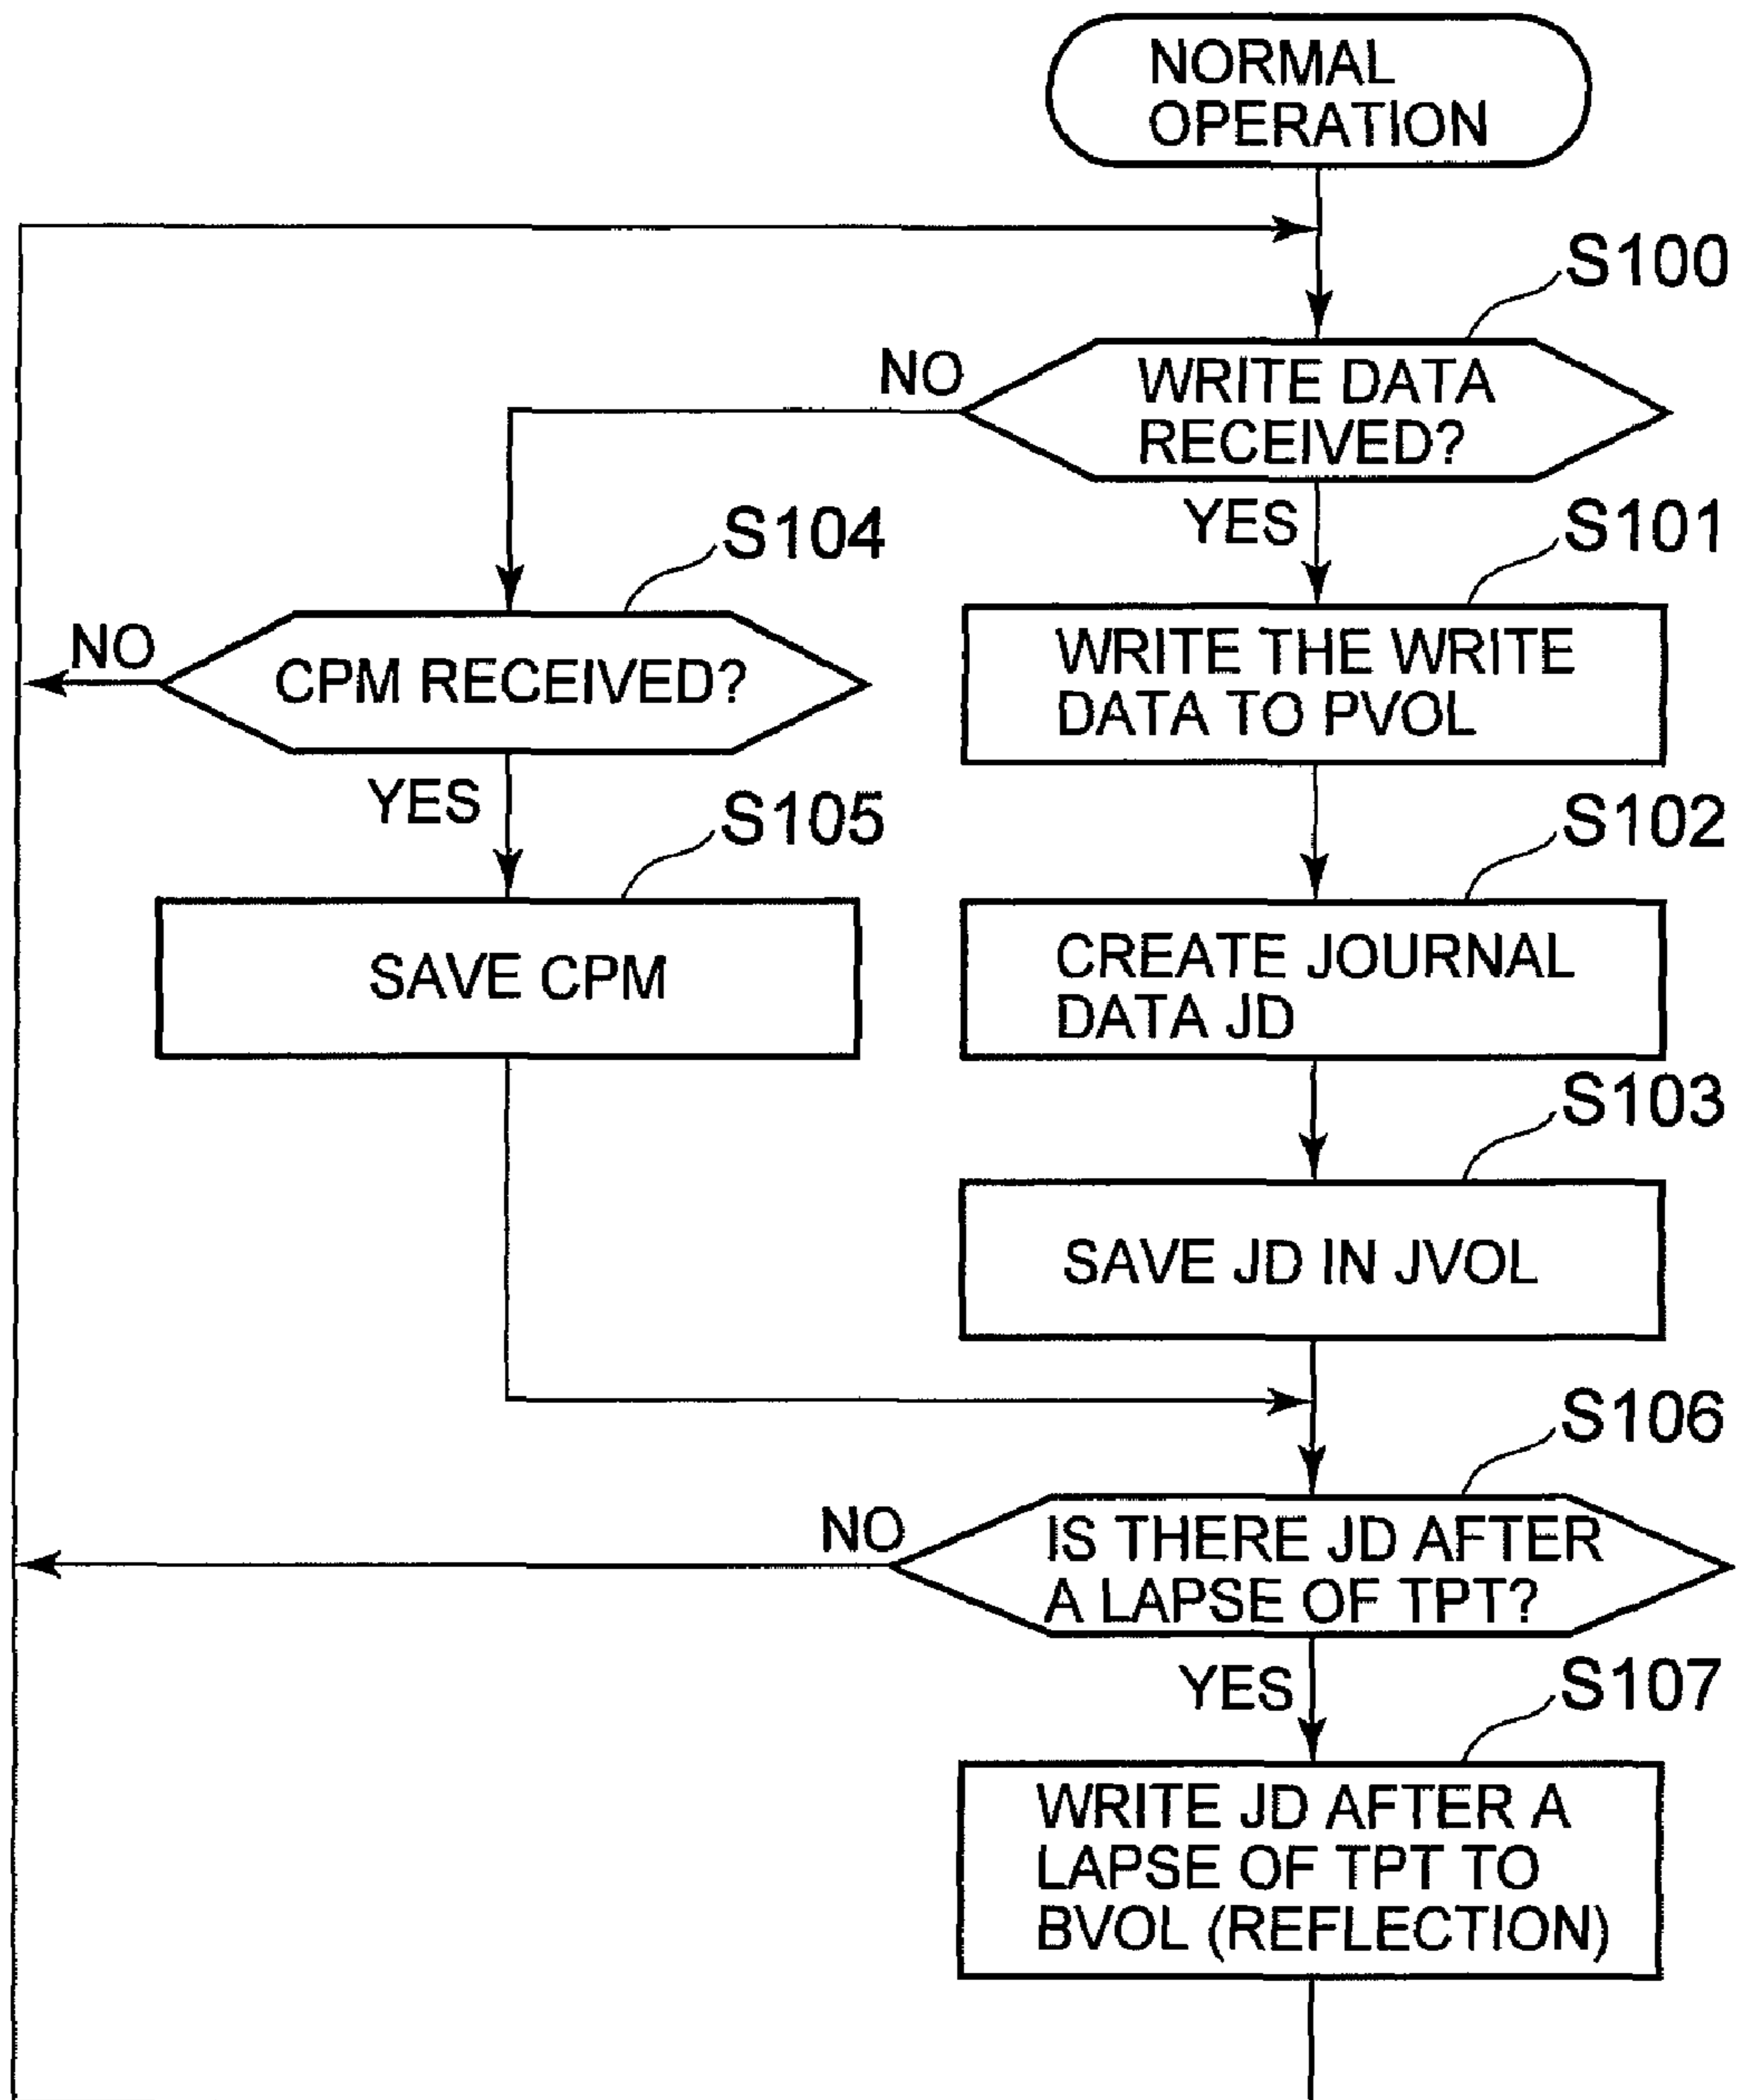 NORMAL
OPERATION
S100
NO
WRITE DATA
RECEIVED?
YES
S101
S104
NO
CPM RECEIVED?
WRITE THE WRITE
DATA TO PVOL
YES
S105
S102
SAVE CPM
CREATE JOURNAL
DATA JD
S103
SAVE JD IN JVOL
S106
NO
IS THERE JD AFTER
A LAPSE OF TPT?
YES
S107
WRITE JD AFTER A
LAPSE OF TPT TO
BVOL (REFLECTION)